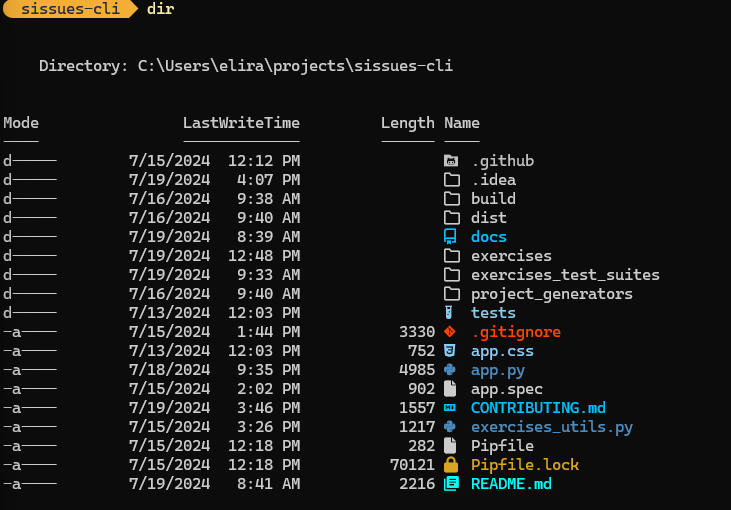 sissues-cli dir
Directory: C:\Users\elira\projects\sissues-cli
Mode LastWriteTime Length Name
---- ------------- ------ ----
d----- 7/15/2024 12:12 PM .github
d----- 7/19/2024 4:07 PM .idea
d----- 7/16/2024 9:38 AM build
d----- 7/16/2024 9:40 AM dist
d----- 7/19/2024 8:39 AM docs
d----- 7/19/2024 12:48 PM exercises
d----- 7/19/2024 9:33 AM exercises_test_suites
d----- 7/16/2024 9:40 AM project_generators
d----- 7/13/2024 12:03 PM tests
-a---- 7/15/2024 1:44 PM 3330 .gitignore
-a---- 7/13/2024 12:03 PM 752 app.css
-a---- 7/18/2024 9:35 PM 4985 app.py
-a---- 7/15/2024 2:02 PM 902 app.spec
-a---- 7/19/2024 3:46 PM 1557 CONTRIBUTING.md
-a---- 7/15/2024 3:26 PM 1217 exercises_utils.py
-a---- 7/15/2024 12:18 PM 282 Pipfile
-a---- 7/15/2024 12:18 PM 70121 Pipfile.lock
-a---- 7/19/2024 8:41 AM 2216 README.md